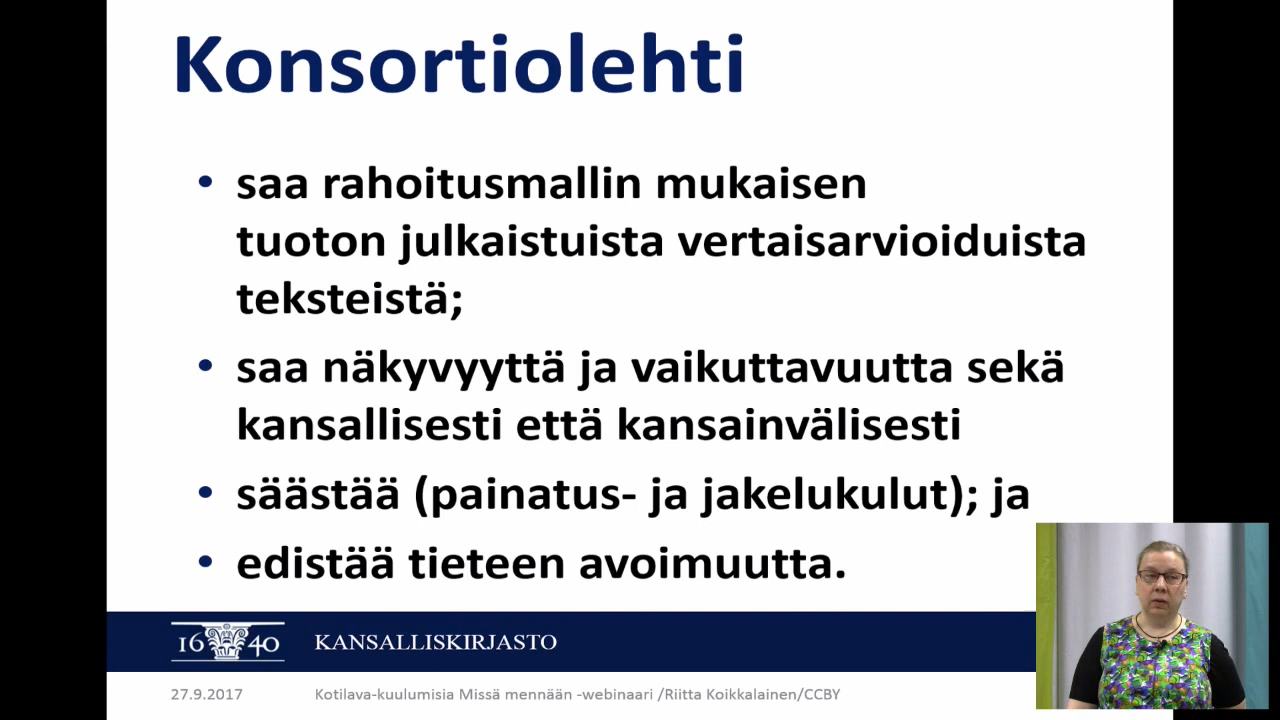 Konsortiolehti
• saa rahoitusmallin mukaisen
tuoton julkaistuista vertaisarvioiduista
teksteistä;
• saa näkyvyyttä ja vaikuttavuutta sekä
kansallisesti että kansainvälisesti
• säästää (painatus- ja jakelukulut); ja
• edistää tieteen avoimuutta.
16 40 KANSALLISKIRJASTO
27.9.2017 Kotilava-kuulumisia Missä mennään -webinaari /Riitta Koikkalainen/CCBY